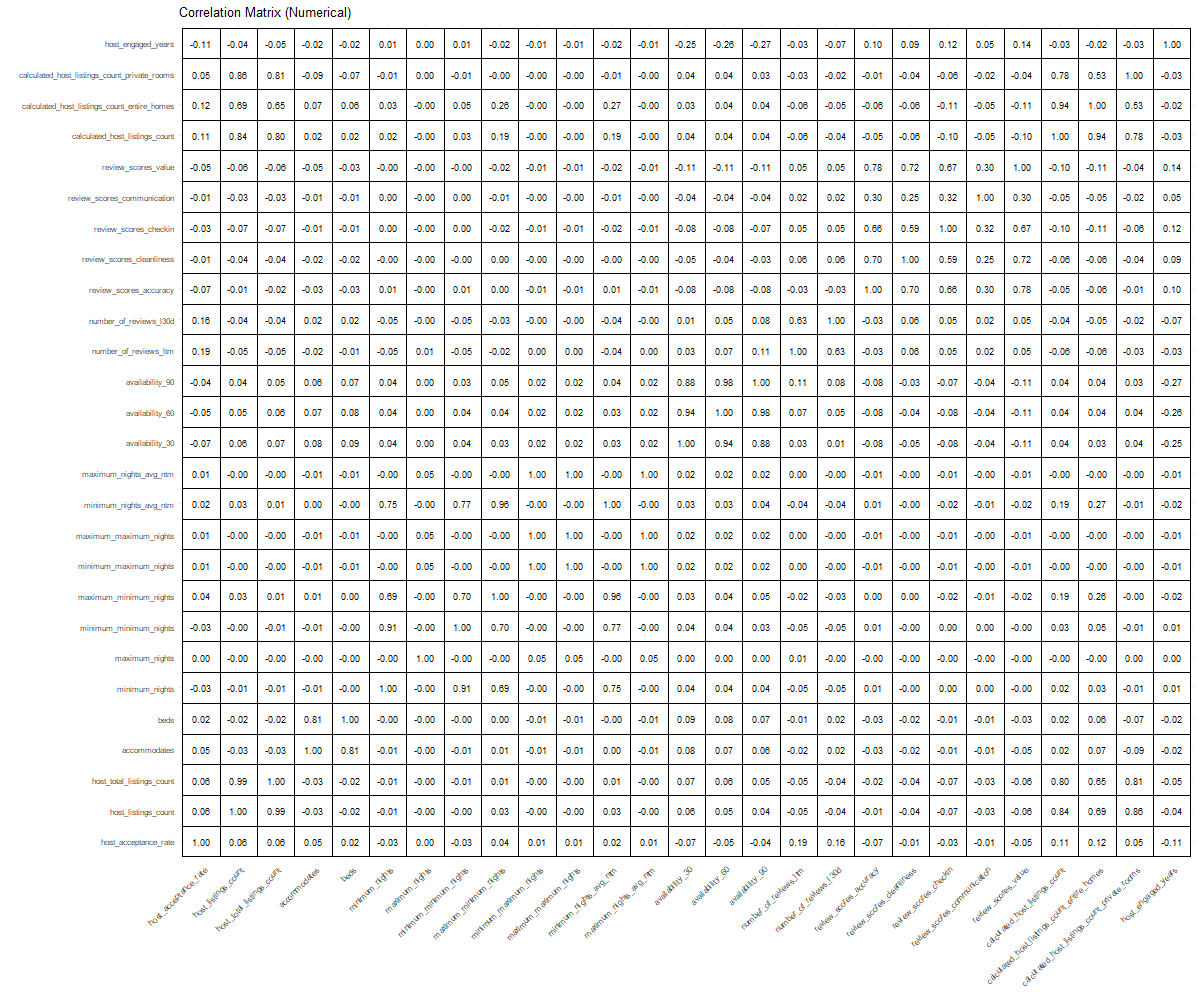 Correlation Matrix (Numerical)
host_engaged_years -0.11 -0.04 -0.05 -0.02 -0.02 0.01 0.00 0.01 -0.02 -0.01 -0.01 -0.02 -0.01 -0.25 -0.26 -0.27 -0.03 -0.07 0.10 0.09 0.12 0.05 0.14 -0.03 -0.02 -0.03 1.00
calculated_host_listings_count_private_rooms 0.05 0.86 0.81 -0.09 -0.07 -0.01 0.00 -0.01 -0.00 -0.00 -0.00 -0.01 -0.00 0.04 0.04 0.03 -0.03 -0.02 -0.01 -0.04 -0.06 -0.02 -0.04 0.78 0.53 1.00 -0.03
calculated_host_listings_count_entire_homes 0.12 0.69 0.65 0.07 0.06 0.03 -0.00 0.05 0.26 -0.00 -0.00 0.27 -0.00 0.03 0.04 0.04 -0.06 -0.05 -0.06 -0.06 -0.11 -0.05 -0.11 0.94 1.00 0.53 -0.02
calculated_host_listings_count 0.11 0.84 0.80 0.02 0.02 0.02 -0.00 0.03 0.19 -0.00 -0.00 0.19 -0.00 0.04 0.04 0.04 -0.06 -0.04 -0.05 -0.06 -0.10 -0.05 -0.10 1.00 0.94 0.78 -0.03
review_scores_value -0.05 -0.06 -0.06 -0.05 -0.03 -0.00 -0.00 -0.00 -0.02 -0.01 -0.01 -0.02 -0.01 -0.11 -0.11 -0.11 0.05 0.05 0.78 0.72 0.67 0.30 1.00 -0.10 -0.11 -0.04 0.14
review_scores_communication -0.01 -0.03 -0.03 -0.01 -0.01 0.00 -0.00 0.00 -0.01 -0.00 -0.00 -0.01 -0.00 -0.04 -0.04 -0.04 0.02 0.02 0.30 0.25 0.32 1.00 0.30 -0.05 -0.05 -0.02 0.05
review_scores_checkin -0.03 -0.07 -0.07 -0.01 -0.01 0.00 -0.00 0.00 -0.02 -0.01 -0.01 -0.02 -0.01 -0.08 -0.08 -0.07 0.05 0.05 0.66 0.59 1.00 0.32 0.67 -0.10 -0.11 -0.06 0.12
review_scores_cleanliness -0.01 -0.04 -0.04 -0.02 -0.02 -0.00 -0.00 -0.00 0.00 -0.00 -0.00 -0.00 -0.00 -0.05 -0.04 -0.03 0.06 0.06 0.70 1.00 0.59 0.25 0.72 -0.06 -0.06 -0.04 0.09
review_scores_accuracy -0.07 -0.01 -0.02 -0.03 -0.03 0.01 -0.00 0.01 0.00 -0.01 -0.01 0.01 -0.01 -0.08 -0.08 -0.08 -0.03 -0.03 1.00 0.70 0.66 0.30 0.78 -0.05 -0.06 -0.01 0.10
number_of_reviews_l30d 0.16 -0.04 -0.04 0.02 0.02 -0.05 -0.00 -0.05 -0.03 -0.00 -0.00 -0.04 -0.00 0.01 0.05 0.08 0.63 1.00 -0.03 0.06 0.05 0.02 0.05 -0.04 -0.05 -0.02 -0.07
number_of_reviews_ltm 0.19 -0.05 -0.05 -0.02 -0.01 -0.05 0.01 -0.05 -0.02 0.00 0.00 -0.04 0.00 0.03 0.07 0.11 1.00 0.63 -0.03 0.06 0.05 0.02 0.05 -0.06 -0.06 -0.03 -0.03
availability_90 -0.04 0.04 0.05 0.06 0.07 0.04 0.00 0.03 0.05 0.02 0.02 0.04 0.02 0.88 0.98 1.00 0.11 0.08 -0.08 -0.03 -0.07 -0.04 -0.11 0.04 0.04 0.03 -0.27
availability_60 -0.05 0.05 0.06 0.07 0.08 0.04 0.00 0.04 0.04 0.02 0.02 0.03 0.02 0.94 1.00 0.98 0.07 0.05 -0.08 -0.04 -0.08 -0.04 -0.11 0.04 0.04 0.04 -0.26
availability_30 -0.07 0.06 0.07 0.08 0.09 0.04 0.00 0.04 0.03 0.02 0.02 0.03 0.02 1.00 0.94 0.88 0.03 0.01 -0.08 -0.05 -0.08 -0.04 -0.11 0.04 0.03 0.04 -0.25
maximum_nights_avg_ntm 0.01 -0.00 -0.00 -0.01 -0.01 -0.00 0.05 -0.00 -0.00 1.00 1.00 -0.00 1.00 0.02 0.02 0.02 0.00 -0.00 -0.01 -0.00 -0.01 -0.00 -0.01 -0.00 -0.00 -0.00 -0.01
minimum_nights_avg_ntm 0.02 0.03 0.01 0.00 -0.00 0.75 -0.00 0.77 0.96 -0.00 -0.00 1.00 -0.00 0.03 0.03 0.04 -0.04 -0.04 0.01 -0.00 -0.02 -0.01 -0.02 0.19 0.27 -0.01 -0.02
maximum_maximum_nights 0.01 -0.00 -0.00 -0.01 -0.01 -0.00 0.05 -0.00 -0.00 1.00 1.00 -0.00 1.00 0.02 0.02 0.02 0.00 -0.00 -0.01 -0.00 -0.01 -0.00 -0.01 -0.00 -0.00 -0.00 -0.01
minimum_maximum_nights 0.01 -0.00 -0.00 -0.01 -0.01 -0.00 0.05 -0.00 -0.00 1.00 1.00 -0.00 1.00 0.02 0.02 0.02 0.00 -0.00 -0.01 -0.00 -0.01 -0.00 -0.01 -0.00 -0.00 -0.00 -0.01
maximum_minimum_nights 0.04 0.03 0.01 0.01 0.00 0.69 -0.00 0.70 1.00 -0.00 -0.00 0.96 -0.00 0.03 0.04 0.05 -0.02 -0.03 0.00 0.00 -0.02 -0.01 -0.02 0.19 0.26 -0.00 -0.02
minimum_minimum_nights -0.03 -0.00 -0.01 -0.01 -0.00 0.91 -0.00 1.00 0.70 -0.00 -0.00 0.77 -0.00 0.04 0.04 0.03 -0.05 -0.05 0.01 -0.00 0.00 0.00 -0.00 0.03 0.05 -0.01 0.01
maximum_nights 0.00 -0.00 -0.00 -0.00 -0.00 -0.00 1.00 -0.00 -0.00 0.05 0.05 -0.00 0.05 0.00 0.00 0.00 0.01 -0.00 -0.00 -0.00 -0.00 -0.00 -0.00 -0.00 -0.00 0.00 0.00
minimum_nights -0.03 -0.01 -0.01 -0.01 -0.00 1.00 -0.00 0.91 0.69 -0.00 -0.00 0.75 -0.00 0.04 0.04 0.04 -0.05 -0.05 0.01 -0.00 0.00 0.00 -0.00 0.02 0.03 -0.01 0.01
beds 0.02 -0.02 -0.02 0.81 1.00 -0.00 -0.00 -0.00 0.00 -0.01 -0.01 -0.00 -0.01 0.09 0.08 0.07 -0.01 0.02 -0.03 -0.02 -0.01 -0.01 -0.03 0.02 0.06 -0.07 -0.02
accommodates 0.05 -0.03 -0.03 1.00 0.81 -0.01 -0.00 -0.01 0.01 -0.01 -0.01 0.00 -0.01 0.08 0.07 0.06 -0.02 0.02 -0.03 -0.02 -0.01 -0.01 -0.05 0.02 0.07 -0.09 -0.02
host_total_listings_count 0.06 0.99 1.00 -0.03 -0.02 -0.01 -0.00 -0.01 0.01 -0.00 -0.00 0.01 -0.00 0.07 0.06 0.05 -0.05 -0.04 -0.02 -0.04 -0.07 -0.03 -0.06 0.80 0.65 0.81 -0.05
host_listings_count 0.06 1.00 0.99 -0.03 -0.02 -0.01 -0.00 -0.00 0.03 -0.00 -0.00 0.03 -0.00 0.06 0.05 0.04 -0.05 -0.04 -0.01 -0.04 -0.07 -0.03 -0.06 0.84 0.69 0.86 -0.04
host_acceptance_rate 1.00 0.06 0.06 0.05 0.02 -0.03 0.00 -0.03 0.04 0.01 0.01 0.02 0.01 -0.07 -0.05 -0.04 0.19 0.16 -0.07 -0.01 -0.03 -0.01 -0.05 0.11 0.12 0.05 -0.11
host_acceptance_rate
host_listings_count
host_total_listings_count
accommodates
beds
minimum_nights
maximum_nights
minimum_minimum_nights
maximum_minimum_nights
minimum_maximum_nights
maximum_maximum_nights
minimum_nights_avg_ntm
maximum_nights_avg_ntm
availability_30
availability_60
availability_90
number_of_reviews_ltm
number_of_reviews_l30d
review_scores_accuracy
review_scores_cleanliness
review_scores_checkin
review_scores_communication
review_scores_value
calculated_host_listings_count
calculated_host_listings_count_entire_homes
calculated_host_listings_count_private_rooms
host_engaged_years